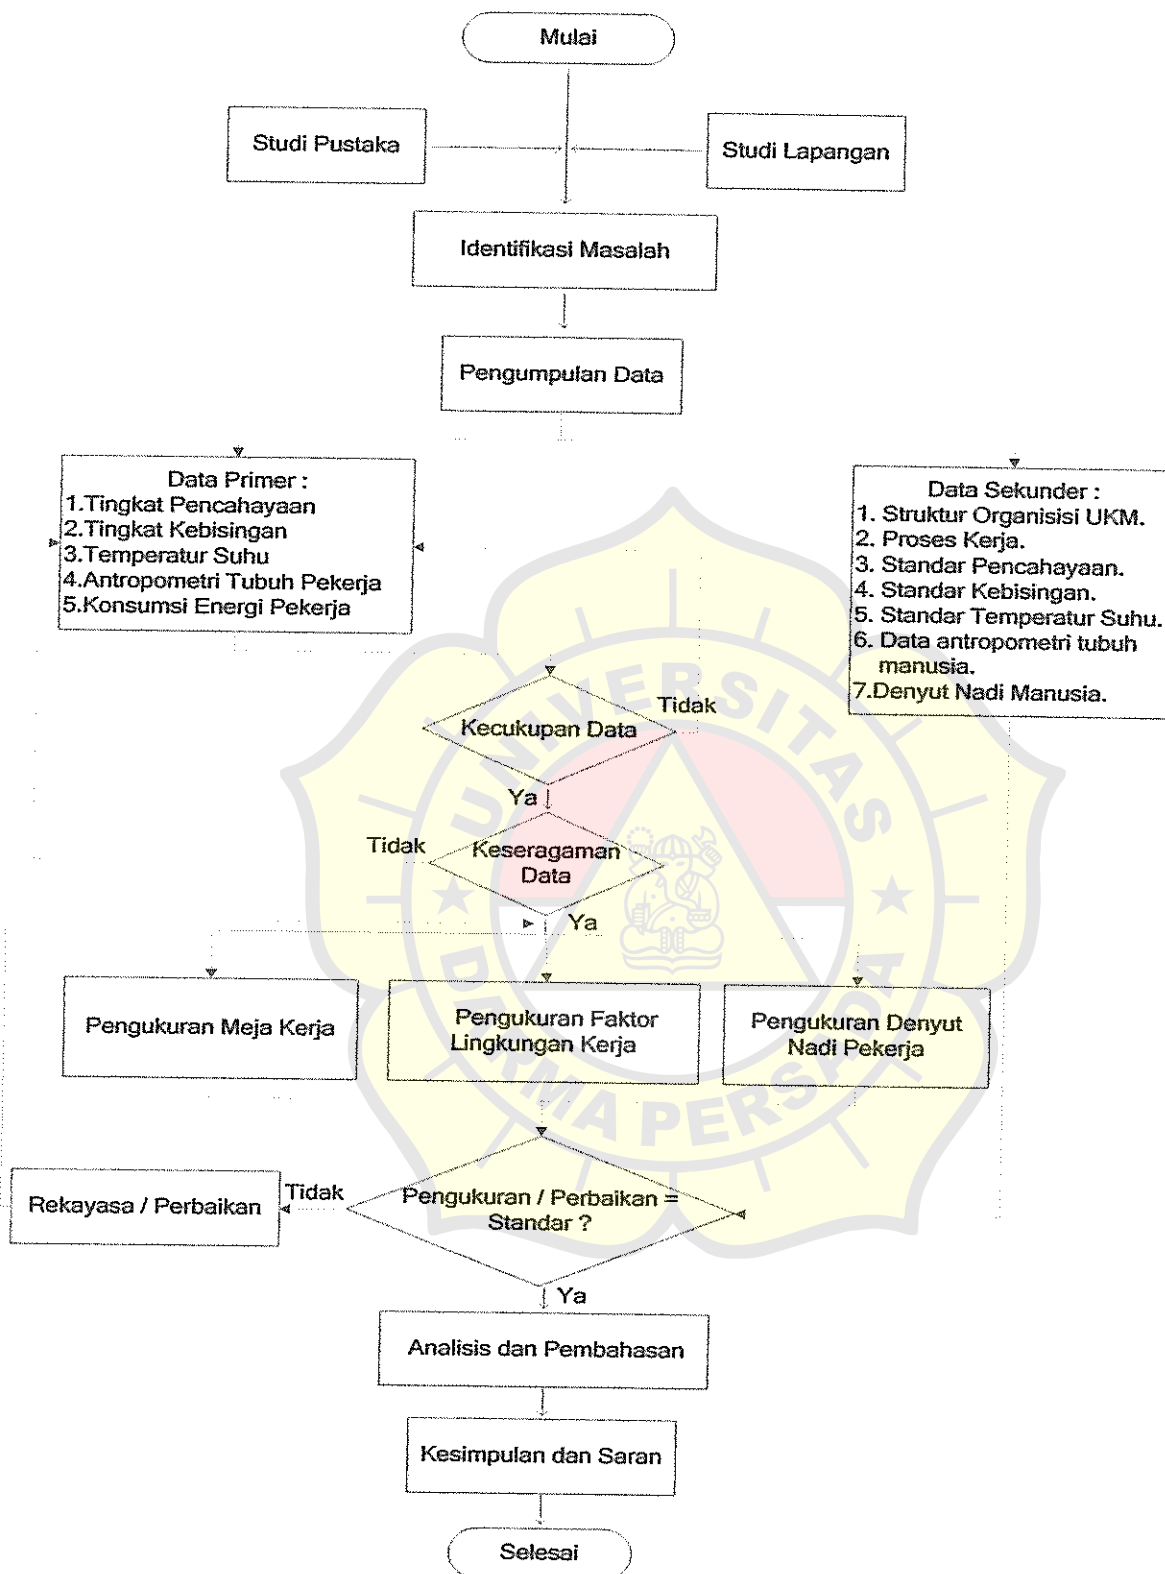 Mulai
Studi Pustaka
Studi Lapangan
Identifikasi Masalah
Pengumpulan Data
Data Primer :
1.Tingkat Pencahayaan
2.Tingkat Kebisingan
3.Temperatur Suhu
4.Antropometri Tubuh Pekerja
5.Konsumsi Energi Pekerja
Data Sekunder :
1. Struktur Organisisi UKM.
2. Proses Kerja.
3. Standar Pencahayaan.
4. Standar Kebisingan.
5. Standar Temperatur Suhu.
6. Data antropometri tubuh
manusia.
7.Denyut Nadi Manusia.
Kecukupan Data
Tidak
Ya
Tidak
Keseragaman
Data
Ya
Pengukuran Meja Kerja
Pengukuran Faktor
Lingkungan Kerja
Pengukuran Denyut
Nadi Pekerja
Rekayasa / Perbaikan
Tidak
Pengukuran / Perbaikan =
Standar ?
Ya
Analisis dan Pembahasan
Kesimpulan dan Saran
Selesai
UNIVERSITAS
DARMA PERSADA